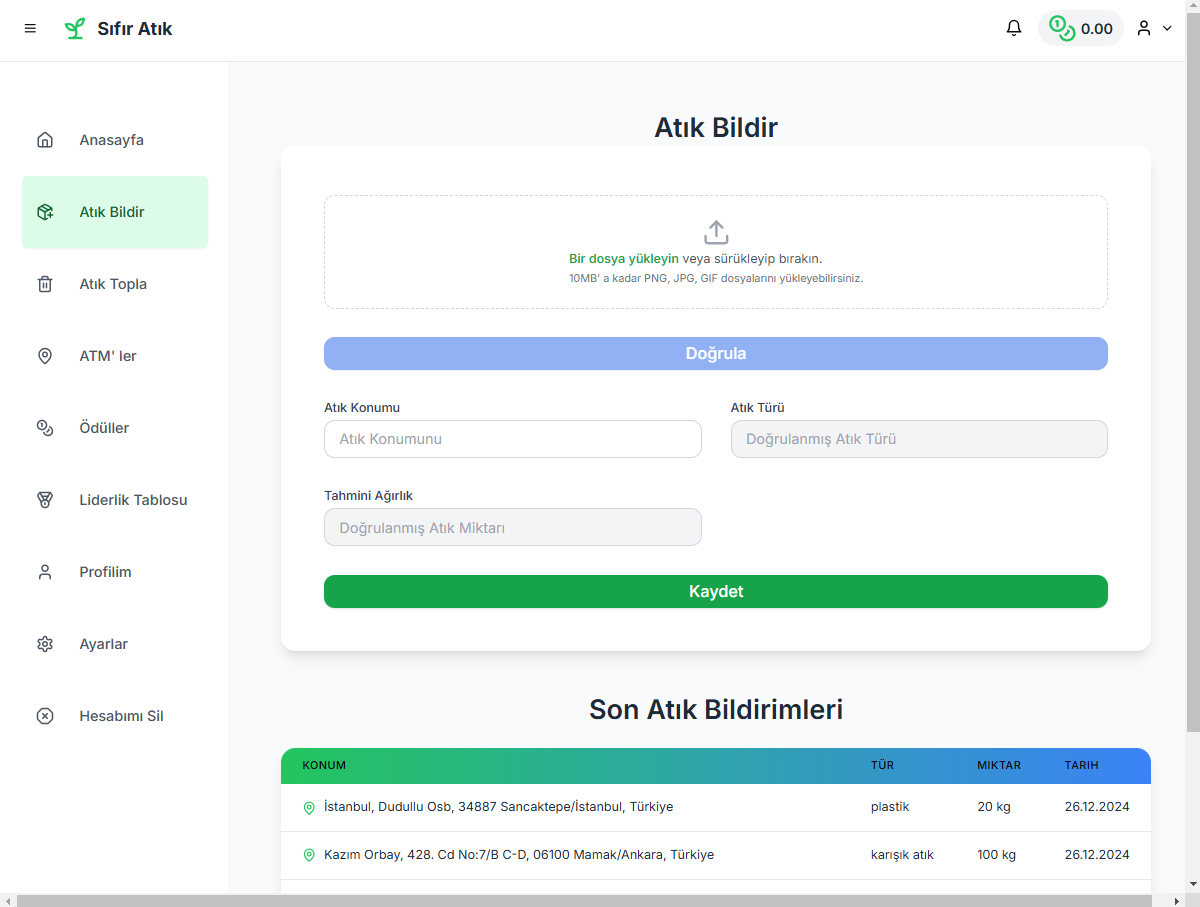 Sıfır Atık
0.00
Anasayfa
Atık Bildir
Atık Topla
ATM' ler
Ödüller
Liderlik Tablosu
Profilim
Ayarlar
Hesabımı Sil
Atık Bildir
Bir dosya yükleyin veya sürükleyip bırakın.
10MB' a kadar PNG, JPG, GIF dosyalarını yükleyebilirsiniz.
Doğrula
Atık Konumu
Atık Türü
Atık Konumunu
Doğrulanmış Atık Türü
Tahmini Ağırlık
Doğrulanmış Atık Miktarı
Kaydet
Son Atık Bildirimleri
KONUM TÜR MIKTAR TARIH
İstanbul, Dudullu Osb, 34887 Sancaktepe/İstanbul, Türkiye plastik 20 kg 26.12.2024
Kazım Orbay, 428. Cd No:7/B C-D, 06100 Mamak/Ankara, Türkiye karışık atık 100 kg 26.12.2024